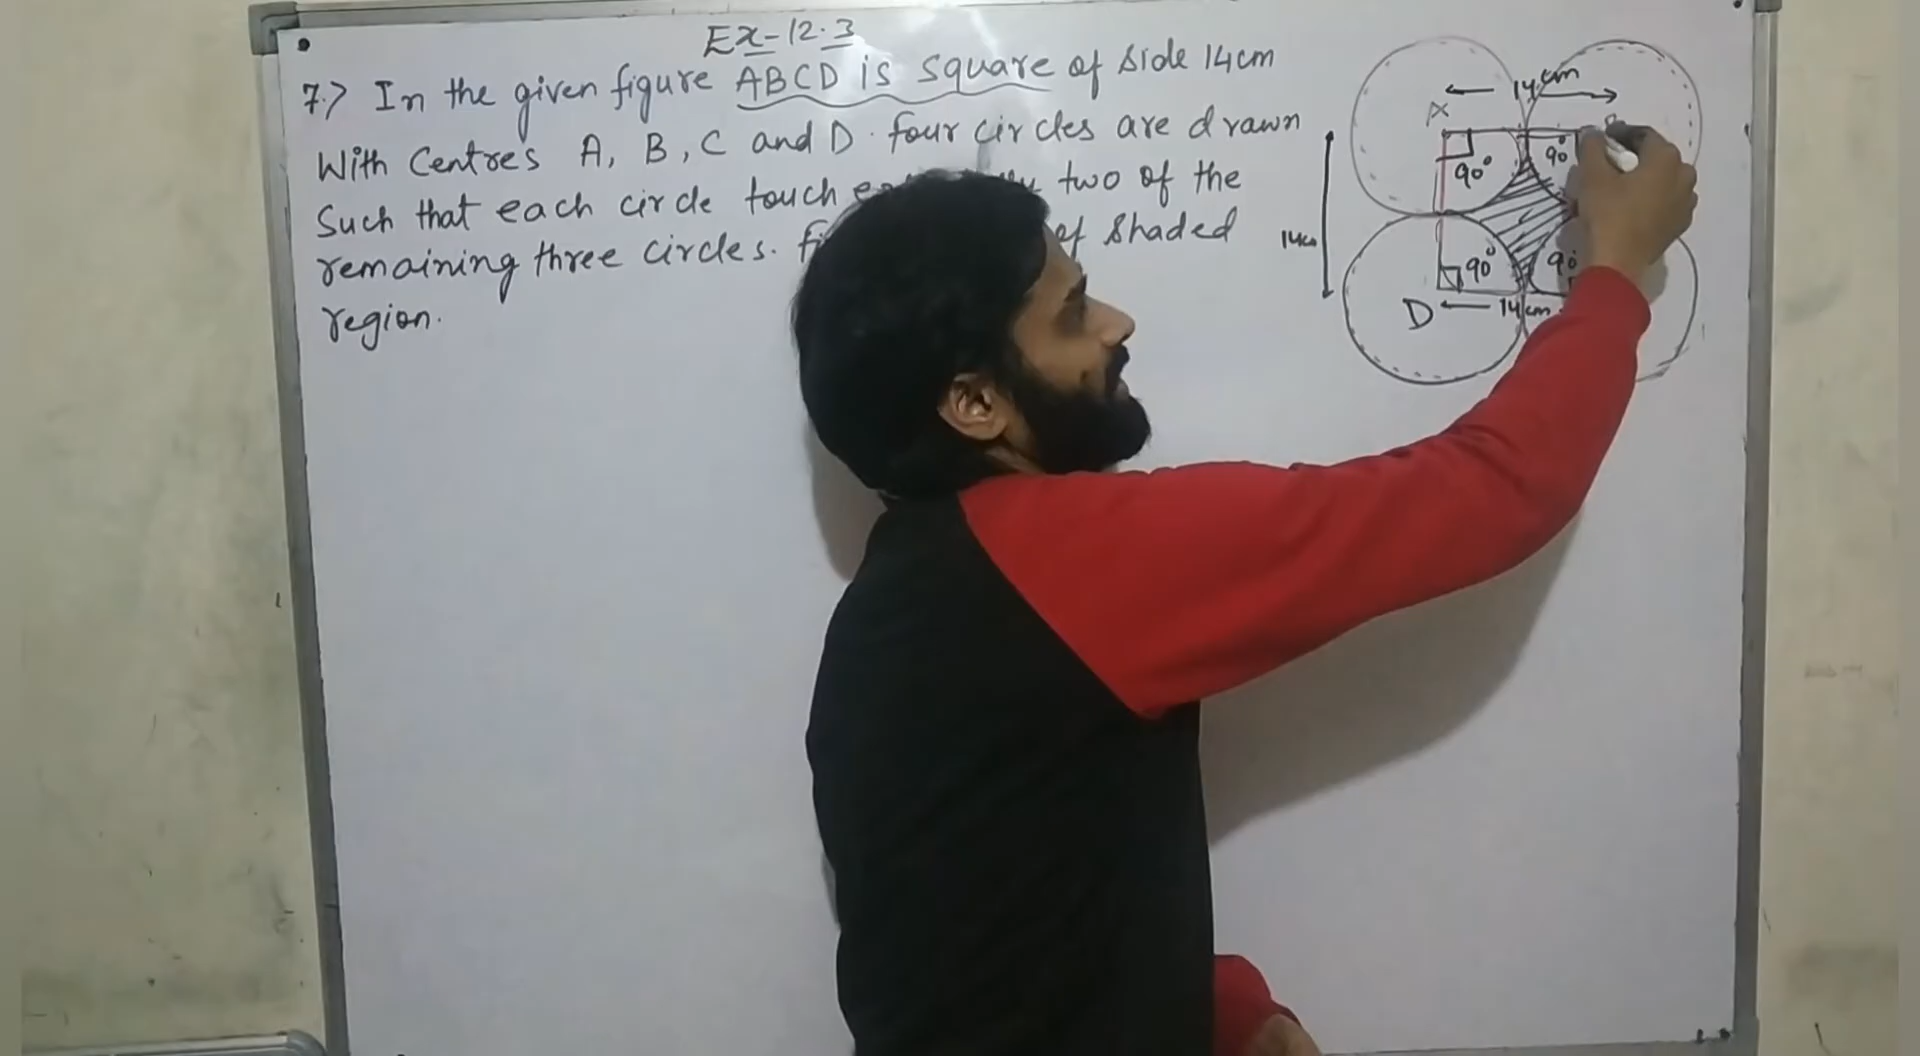 Ex-12.3
7.> In the given figure ABCD is square of side 14cm
With Centres A, B, C and D. four circles are drawn
Such that each circle touch two of the
remaining three circles. of shaded
region.
14cm
A
90° 90°
14cm
90° 90°
D 14cm